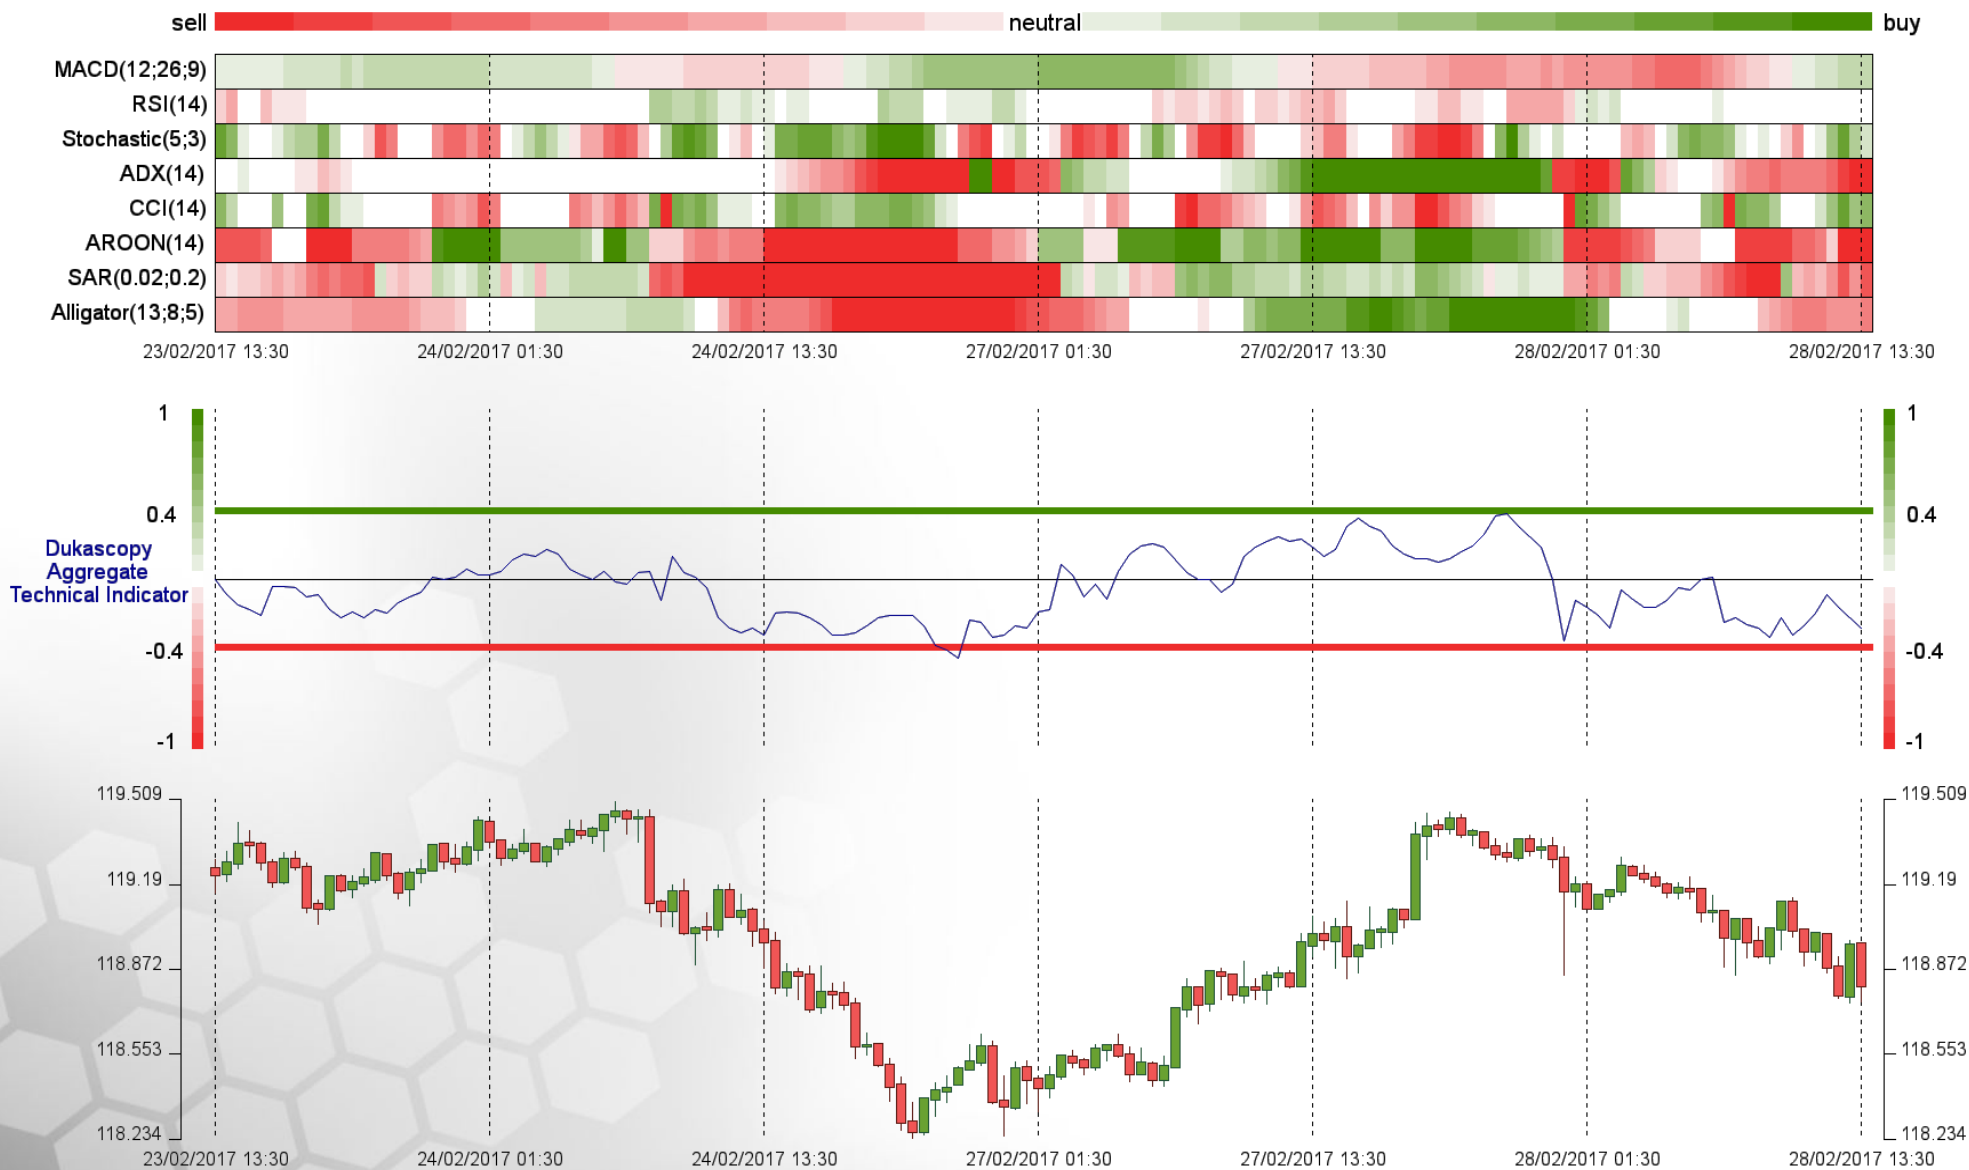 sell neutral buy
MACD(12;26;9)
RSI(14)
Stochastic(5;3)
ADX(14)
CCI(14)
AROON(14)
SAR(0.02;0.2)
Alligator(13;8;5)
23/02/2017 13:30 24/02/2017 01:30 24/02/2017 13:30 27/02/2017 01:30 27/02/2017 13:30 28/02/2017 01:30 28/02/2017 13:30
1 1
0.4 0.4
Dukascopy
Aggregate
Technical Indicator
-0.4 -0.4
-1 -1
119.509 119.509
119.19 119.19
118.872 118.872
118.553 118.553
118.234 118.234
23/02/2017 13:30 24/02/2017 01:30 24/02/2017 13:30 27/02/2017 01:30 27/02/2017 13:30 28/02/2017 01:30 28/02/2017 13:30